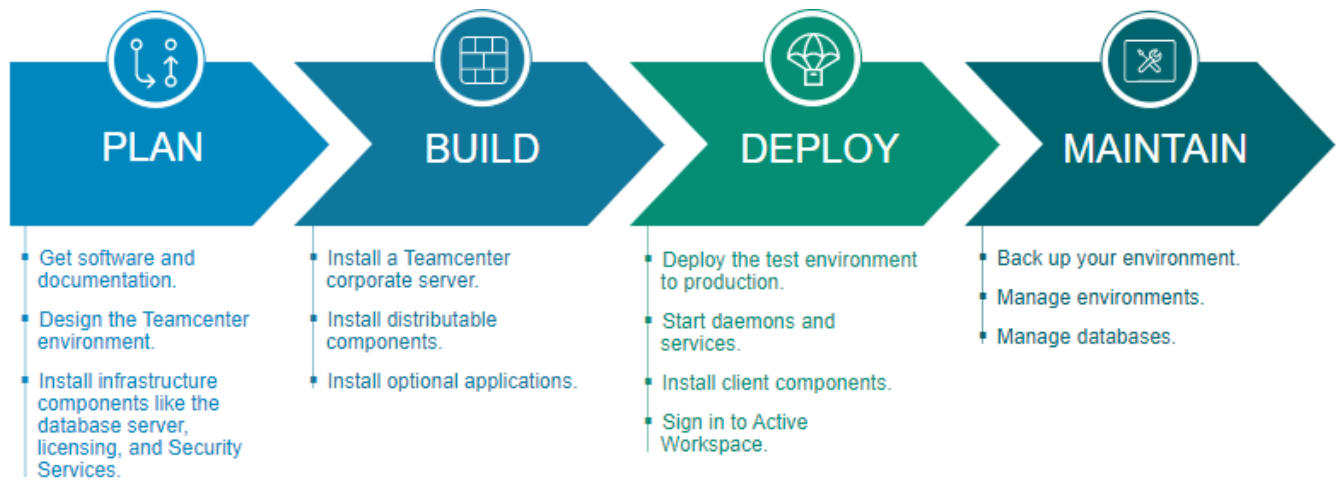 PLAN
Get software and
documentation.
Design the Teamcenter
environment.
Install infrastructure
components like the
database server,
licensing, and Security
Services.
BUILD
Install a Teamcenter
corporate server.
Install distributable
components.
Install optional applications.
DEPLOY
Deploy the test environment
to production.
Start daemons and
services.
Install client components.
Sign in to Active
Workspace.
MAINTAIN
Back up your environment.
Manage environments.
Manage databases.